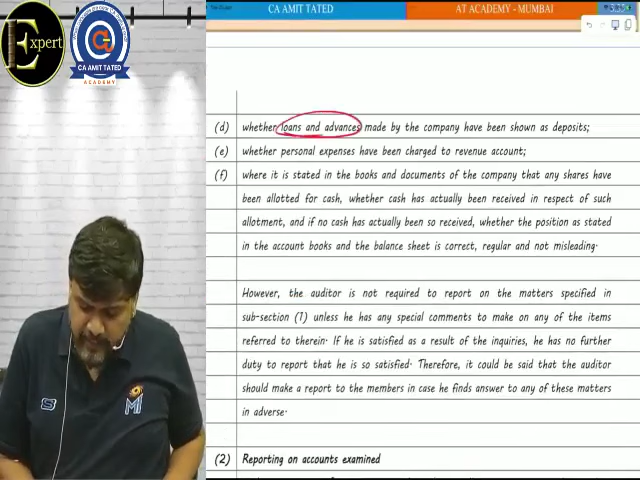 CA AMIT TATED
AT ACADEMY - MUMBAI
Expert
CA AMIT TATED
ACADEMY
(d) whether loans and advances made by the company have been shown as deposits;
(e) whether personal expenses have been charged to revenue account;
(f) where it is stated in the books and documents of the company that any shares have
been allotted for cash, whether cash has actually been received in respect of such
allotment, and if no cash has actually been so received, whether the position as stated
in the account books and the balance sheet is correct, regular and not misleading.
However, the auditor is not required to report on the matters specified in
sub-section (1) unless he has any special comments to make on any of the items
referred to therein. If he is satisfied as a result of the inquiries, he has no further
duty to report that he is so satisfied. Therefore, it could be said that the auditor
should make a report to the members in case he finds answer to any of these matters
in adverse.
(2) Reporting on accounts examined